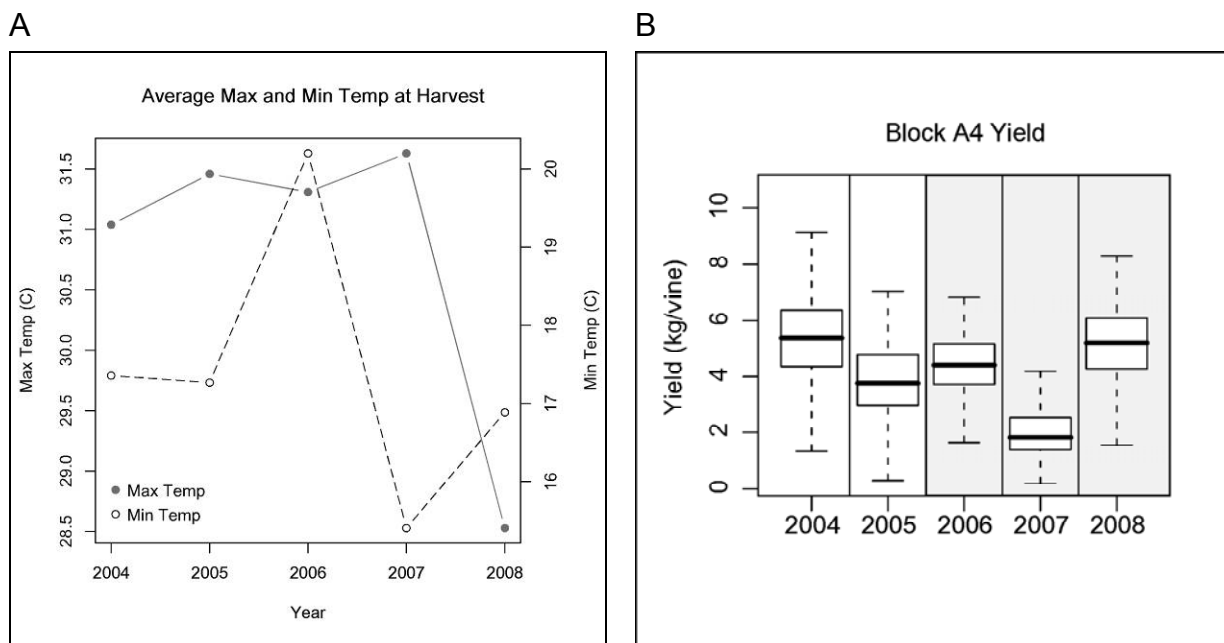 A
Average Max and Min Temp at Harvest
Max Temp (C)
31.5
31.0
30.5
30.0
29.5
29.0
28.5
20
19
18
17
16
Min Temp (C)
Max Temp
Min Temp
2004 2005 2006 2007 2008
Year
B
Block A4 Yield
Yield (kg/vine)
10
8
6
4
2
0
2004 2005 2006 2007 2008